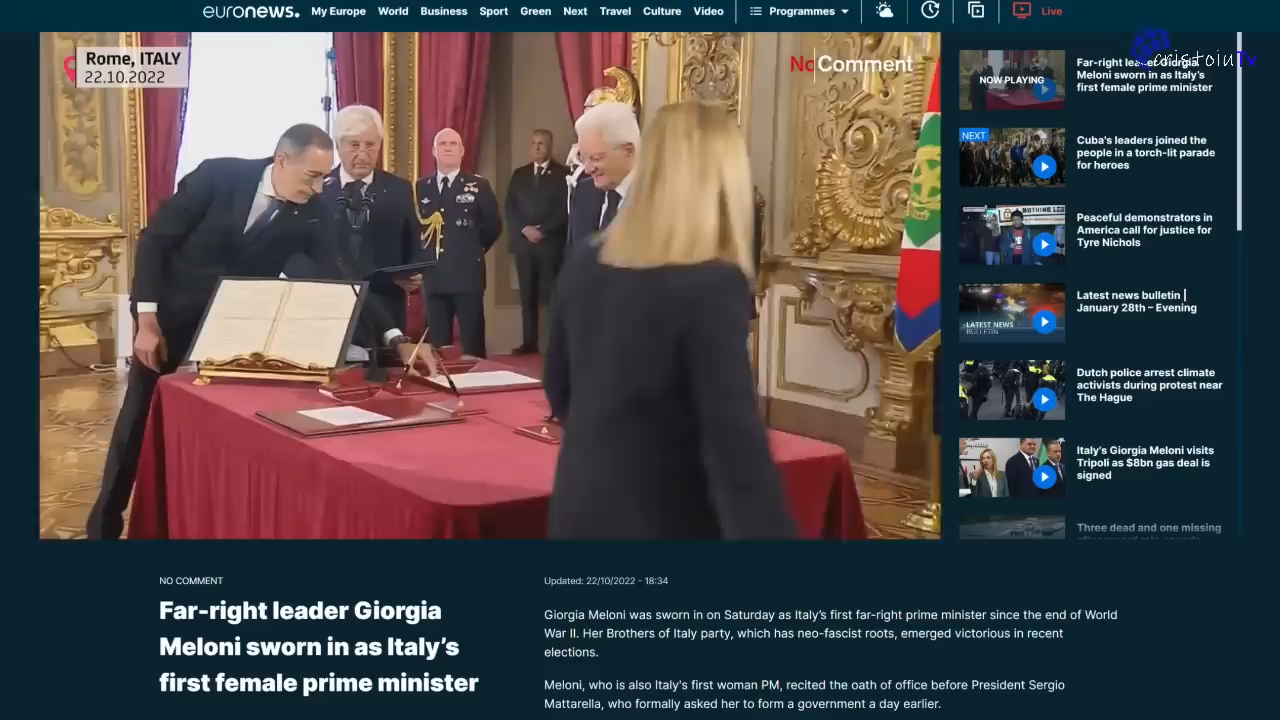 euronews.
My Europe World Business Sport Green Next Travel Culture Video Programmes Live
Rome, ITALY
22.10.2022
No Comment
cristoiuTv
Far-right leader Giorgia
Meloni sworn in as Italy's
first female prime minister
NOW PLAYING
NEXT
Cuba's leaders joined the
people in a torch-lit parade
for heroes
Peaceful demonstrators in
America call for justice for
Tyre Nichols
Latest news bulletin |
January 28th – Evening
LATEST NEWS
BULLETIN
Dutch police arrest climate
activists during protest near
The Hague
Italy's Giorgia Meloni visits
Tripoli as $8bn gas deal is
signed
Three dead and one missing
NO COMMENT
Far-right leader Giorgia
Meloni sworn in as Italy's
first female prime minister
Updated: 22/10/2022 - 18:34
Giorgia Meloni was sworn in on Saturday as Italy's first far-right prime minister since the end of World
War II. Her Brothers of Italy party, which has neo-fascist roots, emerged victorious in recent
elections.
Meloni, who is also Italy's first woman PM, recited the oath of office before President Sergio
Mattarella, who formally asked her to form a government a day earlier.